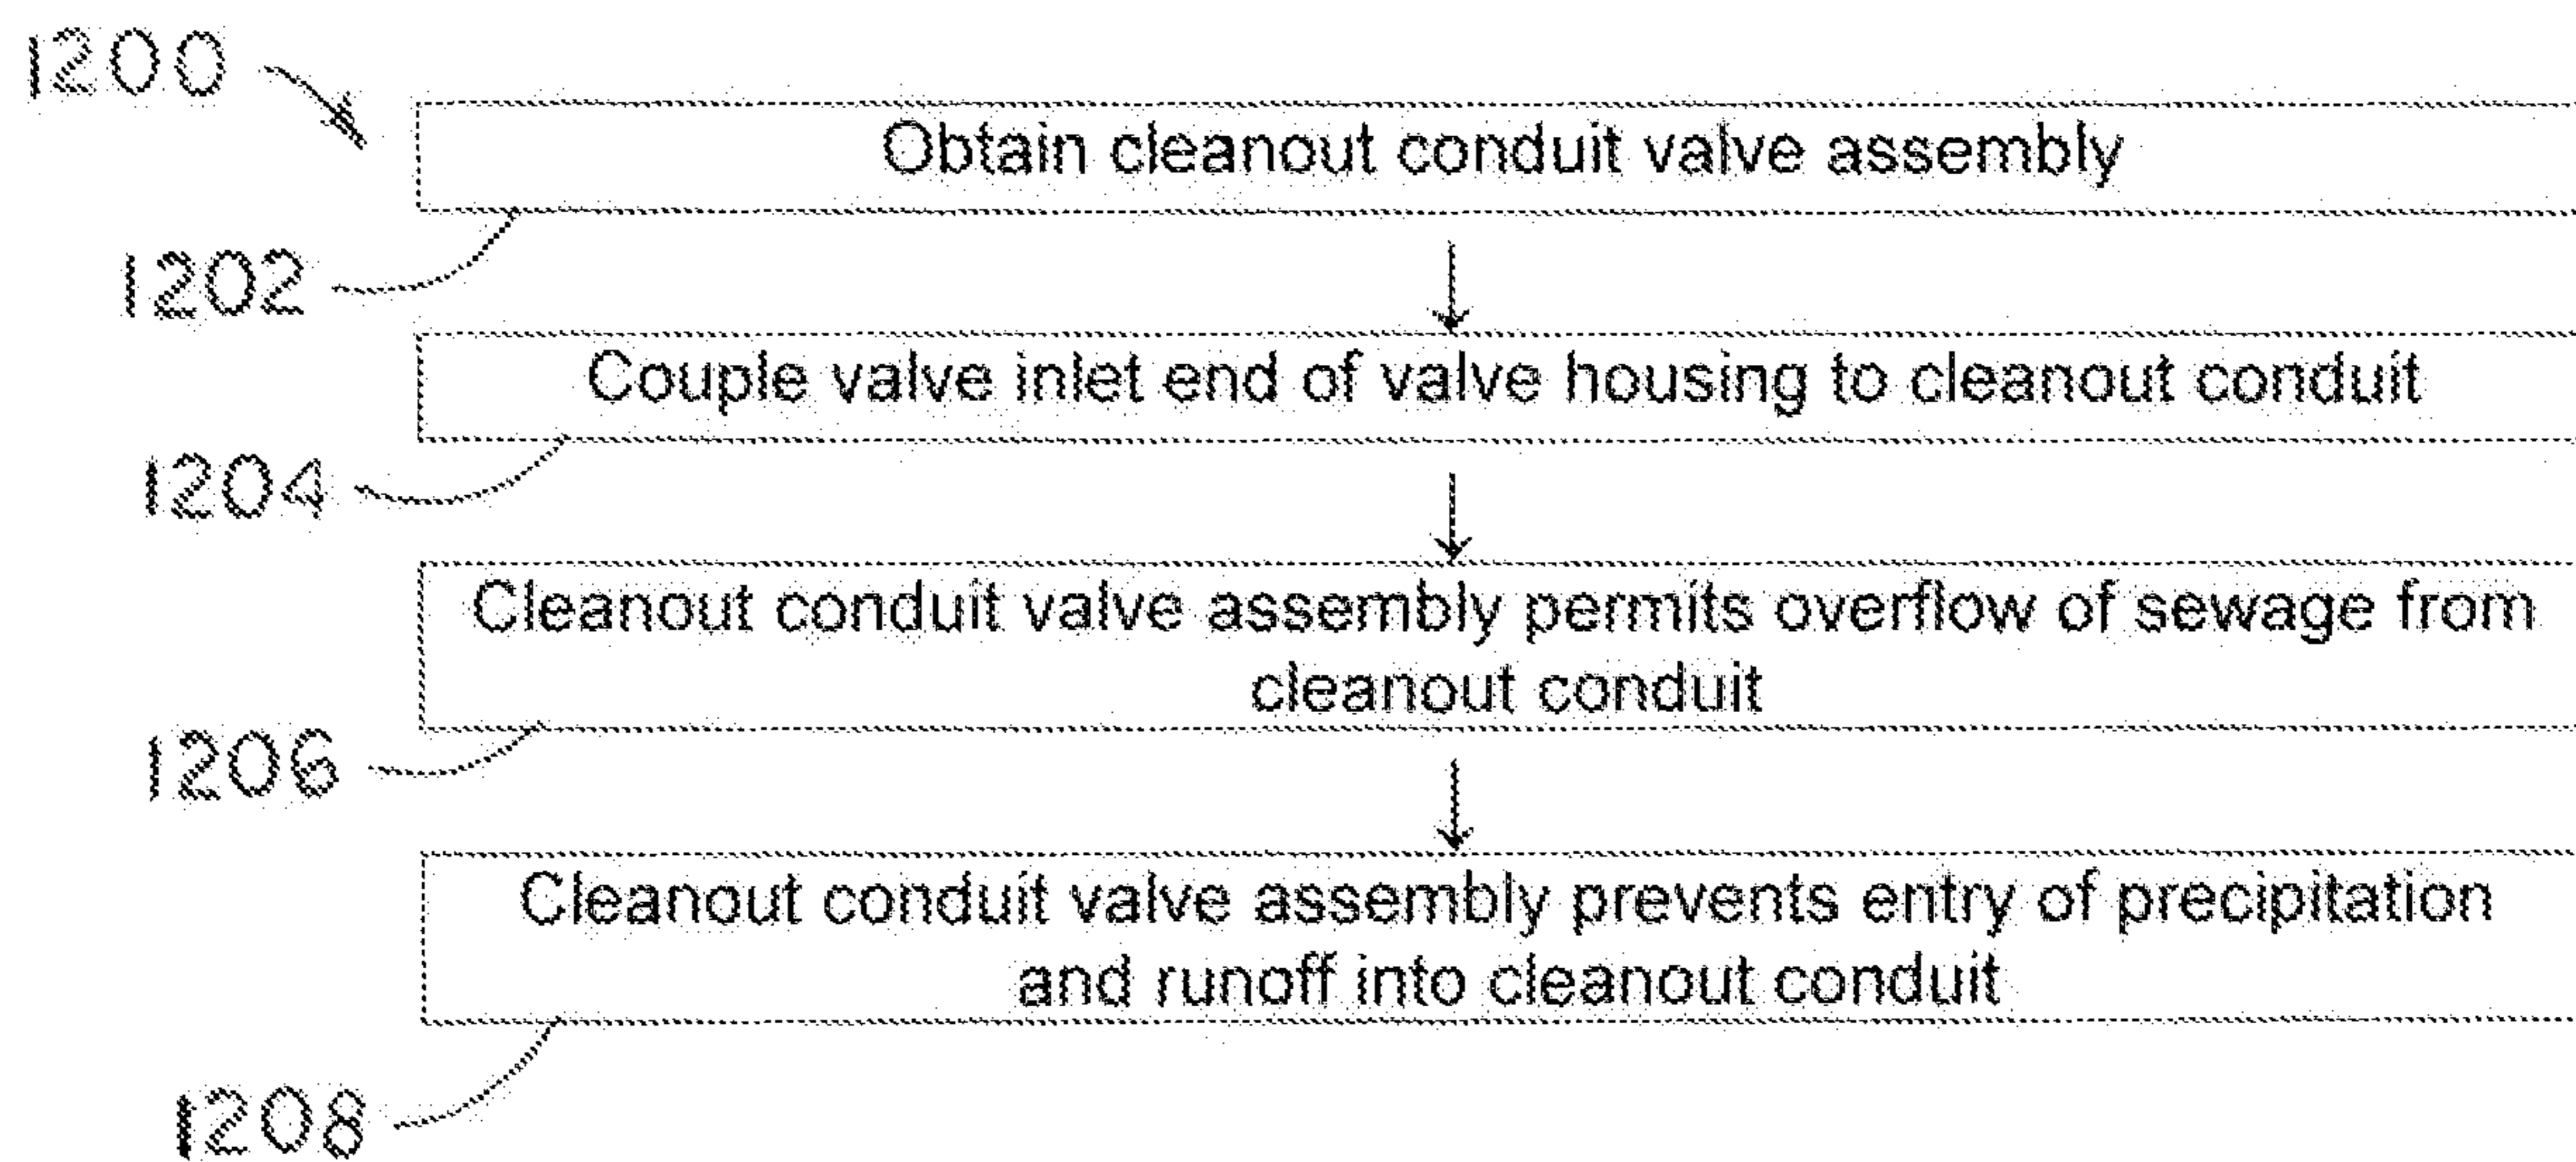 1200
Obtain cleanout conduit valve assembly
1202
Couple valve inlet end of valve housing to cleanout conduit
1204
Cleanout conduit valve assembly permits overflow of sewage from
cleanout conduit
1206
Cleanout conduit valve assembly prevents entry of precipitation
and runoff into cleanout conduit
1208